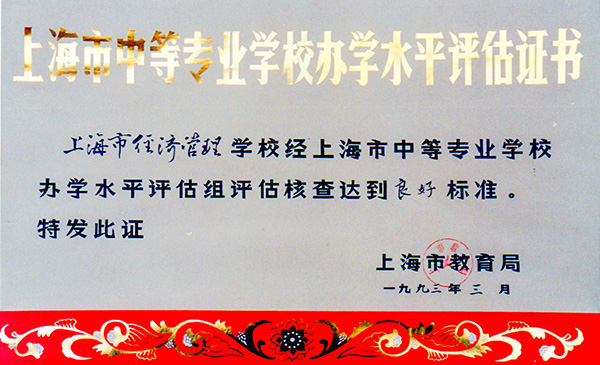 上海市中等专业学校办学水平评估证书
上海市经济管理学校经上海市中等专业学校
办学水平评估组评估核查达到良好标准。
特发此证
上海市教育局
一九九三年三月